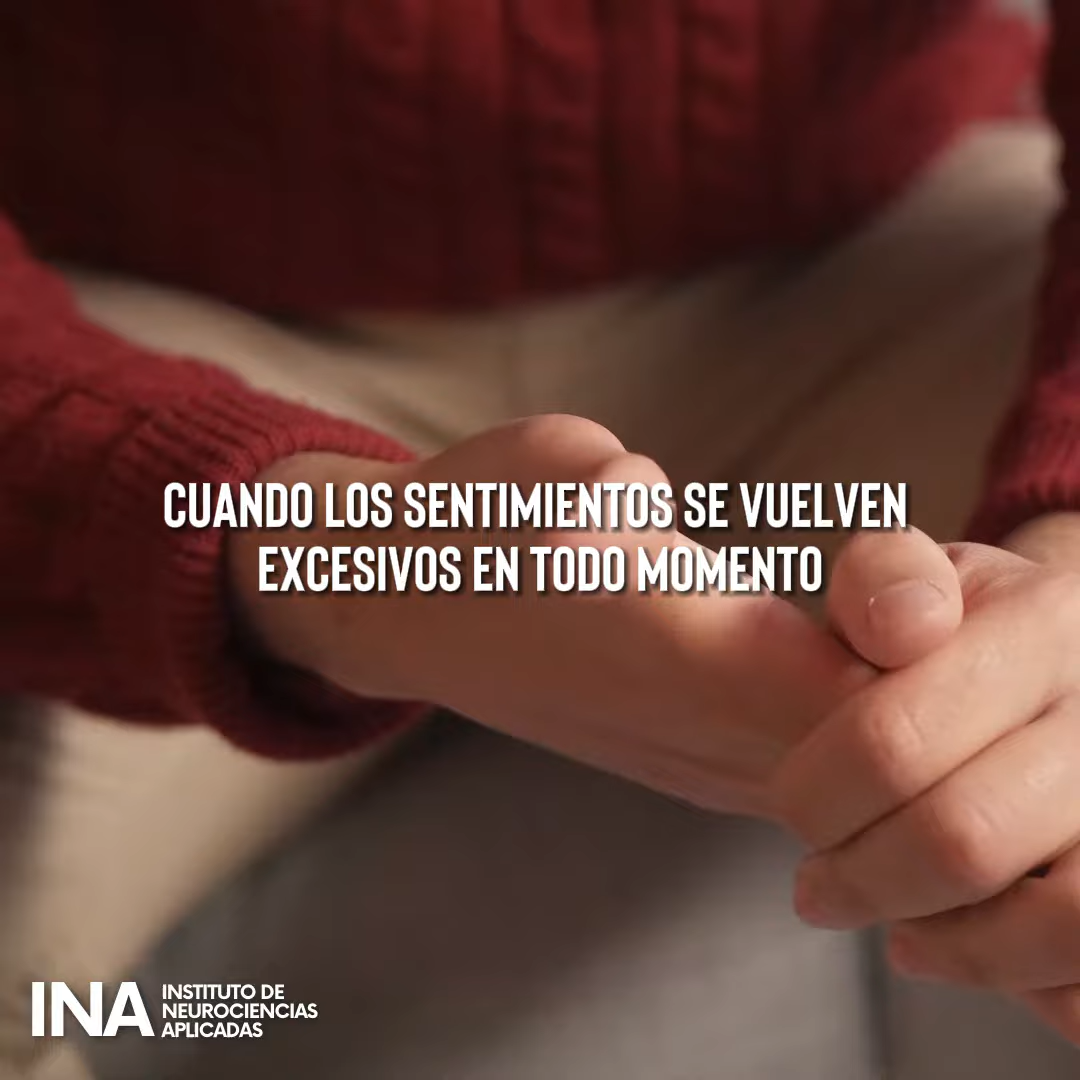 CUANDO LOS SENTIMIENTOS SE VUELVEN
EXCESIVOS EN TODO MOMENTO
INA
INSTITUTO DE
NEUROCIENCIAS
APLICADAS